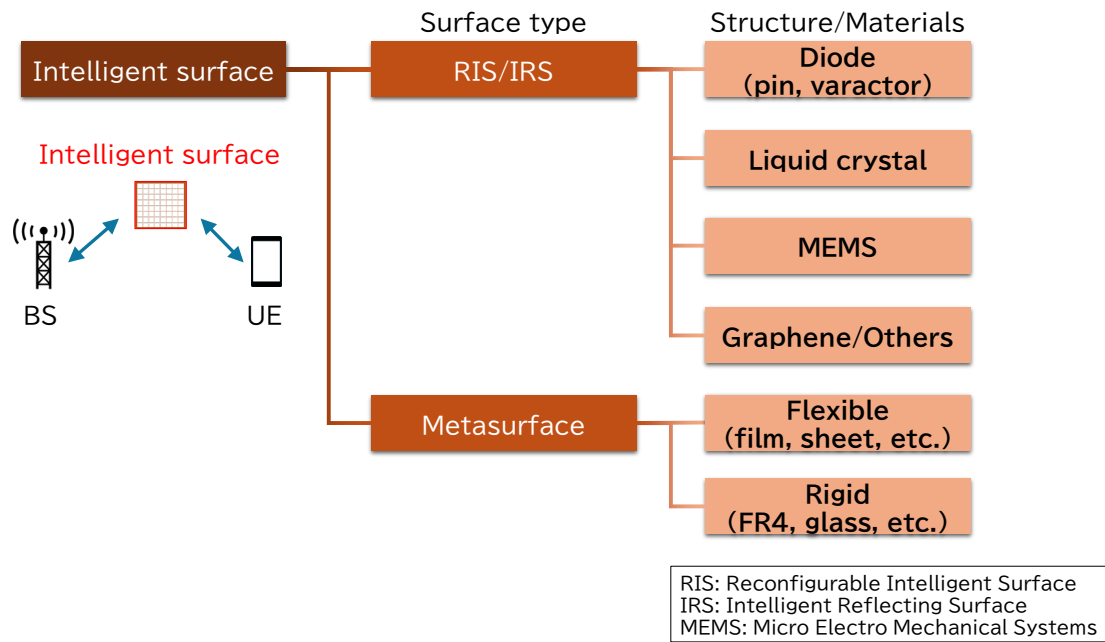 Surface type
Structure/Materials
Intelligent surface
RIS/IRS
Diode
(pin, varactor)
Liquid crystal
MEMS
Graphene/Others
Intelligent surface
BS
UE
Metasurface
Flexible
(film, sheet, etc.)
Rigid
(FR4, glass, etc.)
RIS: Reconfigurable Intelligent Surface
IRS: Intelligent Reflecting Surface
MEMS: Micro Electro Mechanical Systems